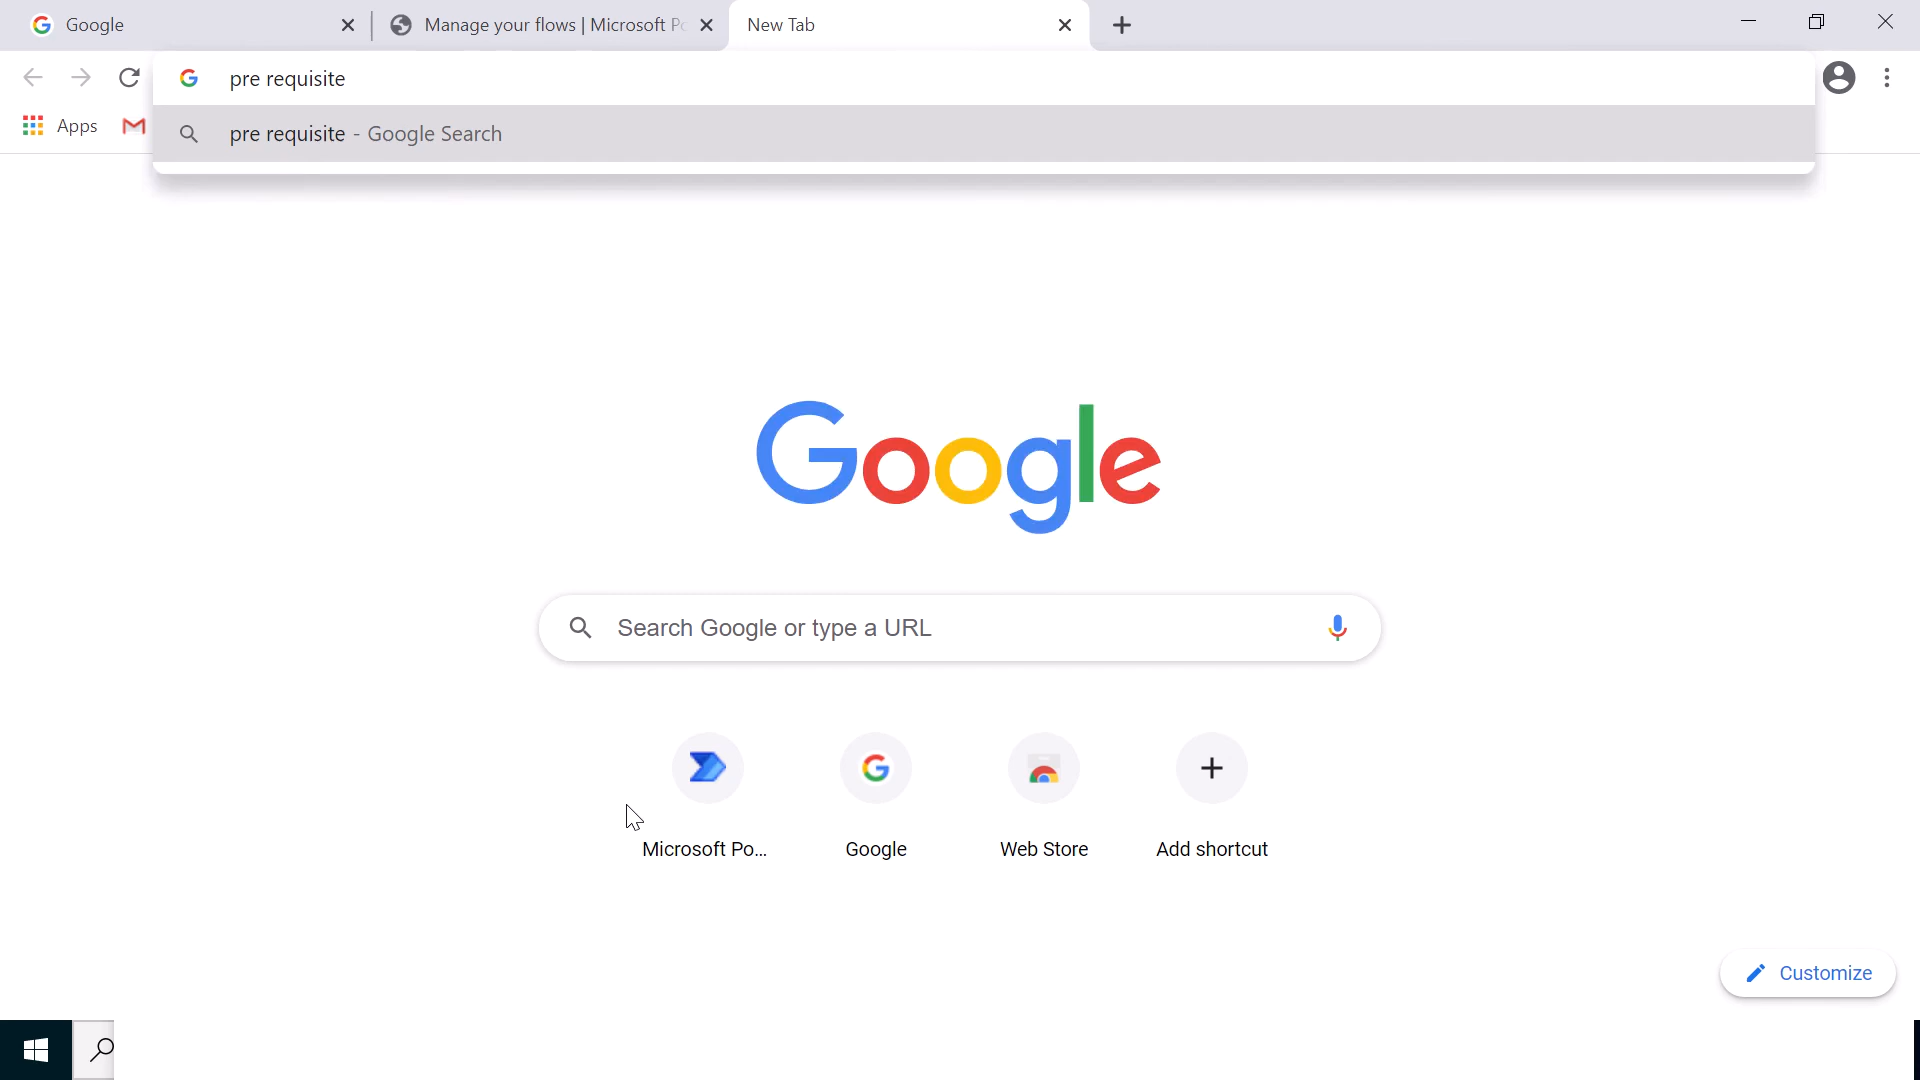 Google
Manage your flows | Microsoft Po
New Tab
pre requisite
Apps
pre requisite - Google Search
Google
Search Google or type a URL
Microsoft Po...
Google
Web Store
Add shortcut
Customize